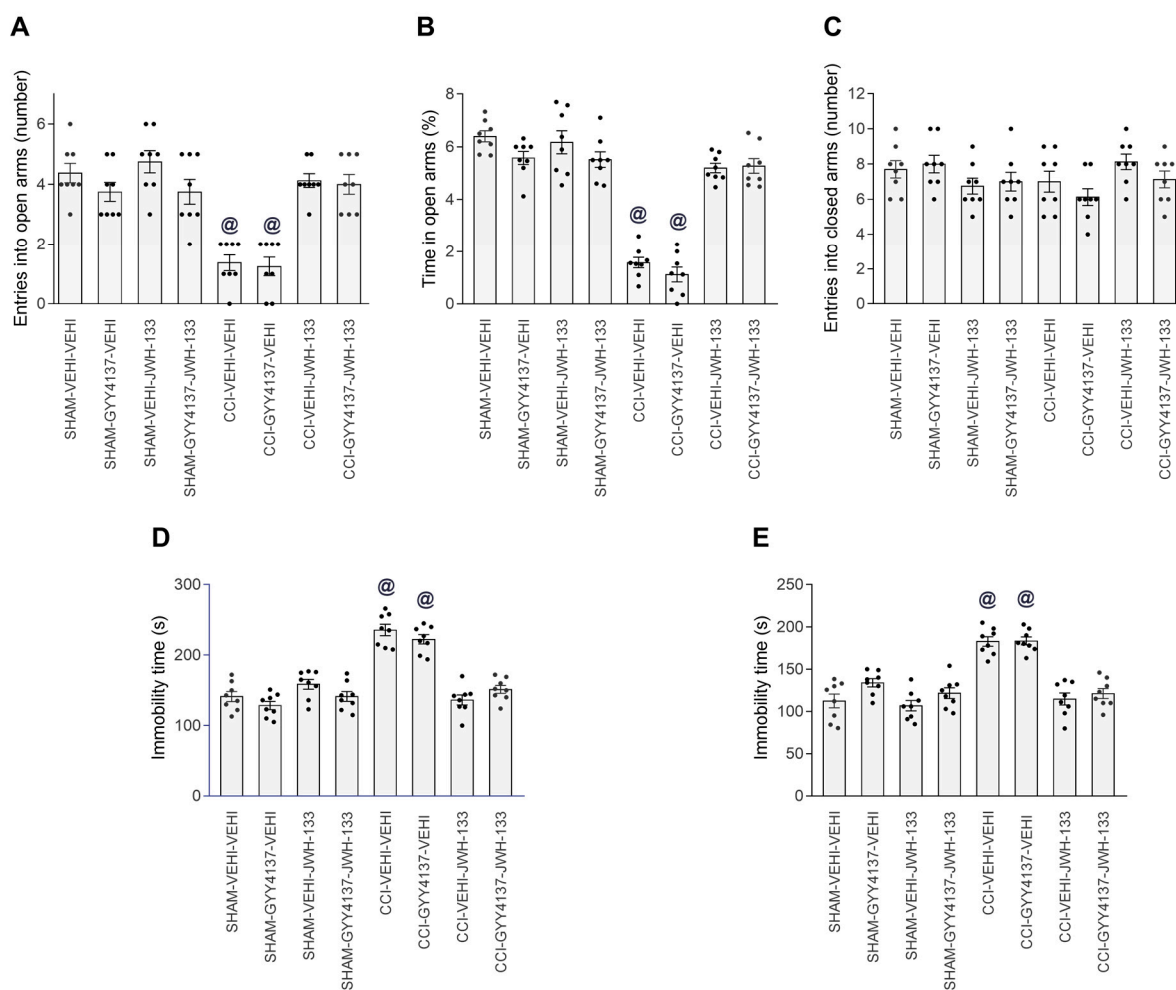 A
Entries into open arms (number)
6
4
2
0
@
@
SHAM-VEHI-VEHI
SHAM-GYY4137-VEHI
SHAM-VEHI-JWH-133
SHAM-GYY4137-JWH-133
CCI-VEHI-VEHI
CCI-GYY4137-VEHI
CCI-VEHI-JWH-133
CCI-GYY4137-JWH-133
B
Time in open arms (%)
8
6
4
2
0
@
@
SHAM-VEHI-VEHI
SHAM-GYY4137-VEHI
SHAM-VEHI-JWH-133
SHAM-GYY4137-JWH-133
CCI-VEHI-VEHI
CCI-GYY4137-VEHI
CCI-VEHI-JWH-133
CCI-GYY4137-JWH-133
C
Entries into closed arms (number)
12
10
8
6
4
2
0
SHAM-VEHI-VEHI
SHAM-GYY4137-VEHI
SHAM-VEHI-JWH-133
SHAM-GYY4137-JWH-133
CCI-VEHI-VEHI
CCI-GYY4137-VEHI
CCI-VEHI-JWH-133
CCI-GYY4137-JWH-133
D
Immobility time (s)
300
200
100
0
@
@
SHAM-VEHI-VEHI
SHAM-GYY4137-VEHI
SHAM-VEHI-JWH-133
SHAM-GYY4137-JWH-133
CCI-VEHI-VEHI
CCI-GYY4137-VEHI
CCI-VEHI-JWH-133
CCI-GYY4137-JWH-133
E
Immobility time (s)
250
200
150
100
50
0
@
@
SHAM-VEHI-VEHI
SHAM-GYY4137-VEHI
SHAM-VEHI-JWH-133
SHAM-GYY4137-JWH-133
CCI-VEHI-VEHI
CCI-GYY4137-VEHI
CCI-VEHI-JWH-133
CCI-GYY4137-JWH-133